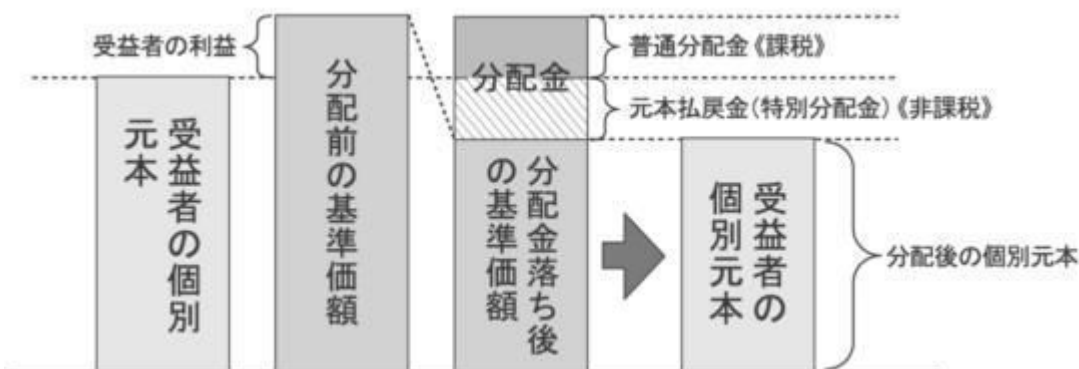 受益者の利益
受益者の個別
元本
分配前の基準価額
分配金
分配金落ち後
の基準価額
普通分配金《課税》
元本払戻金(特別分配金)《非課税》
受益者の
個別元本
分配後の個別元本